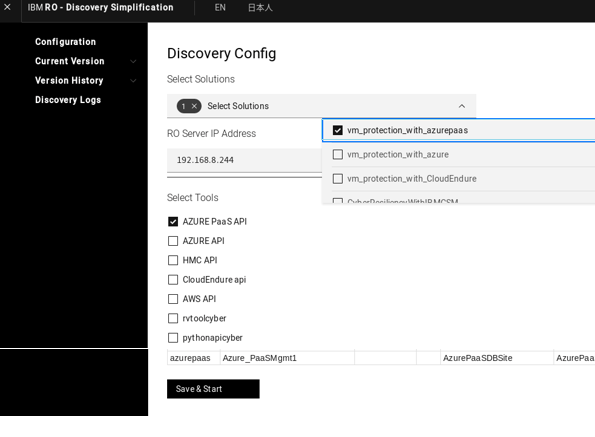 IBM RO - Discovery Simplification EN 日本人
Configuration
Current Version
Version History
Discovery Logs
Discovery Config
Select Solutions
1 × Select Solutions
vm_protection_with_azurepaas
vm_protection_with_azure
vm_protection_with_CloudEndure
CyberResiliencyWithIBMCSM
RO Server IP Address
192.168.8.244
Select Tools
AZURE PaaS API
AZURE API
HMC API
CloudEndure api
AWS API
rvtoolcyber
pythonapicyber
azurepaas Azure_PaaSMgmt1 AzurePaaSDBSite AzurePaa
Save & Start